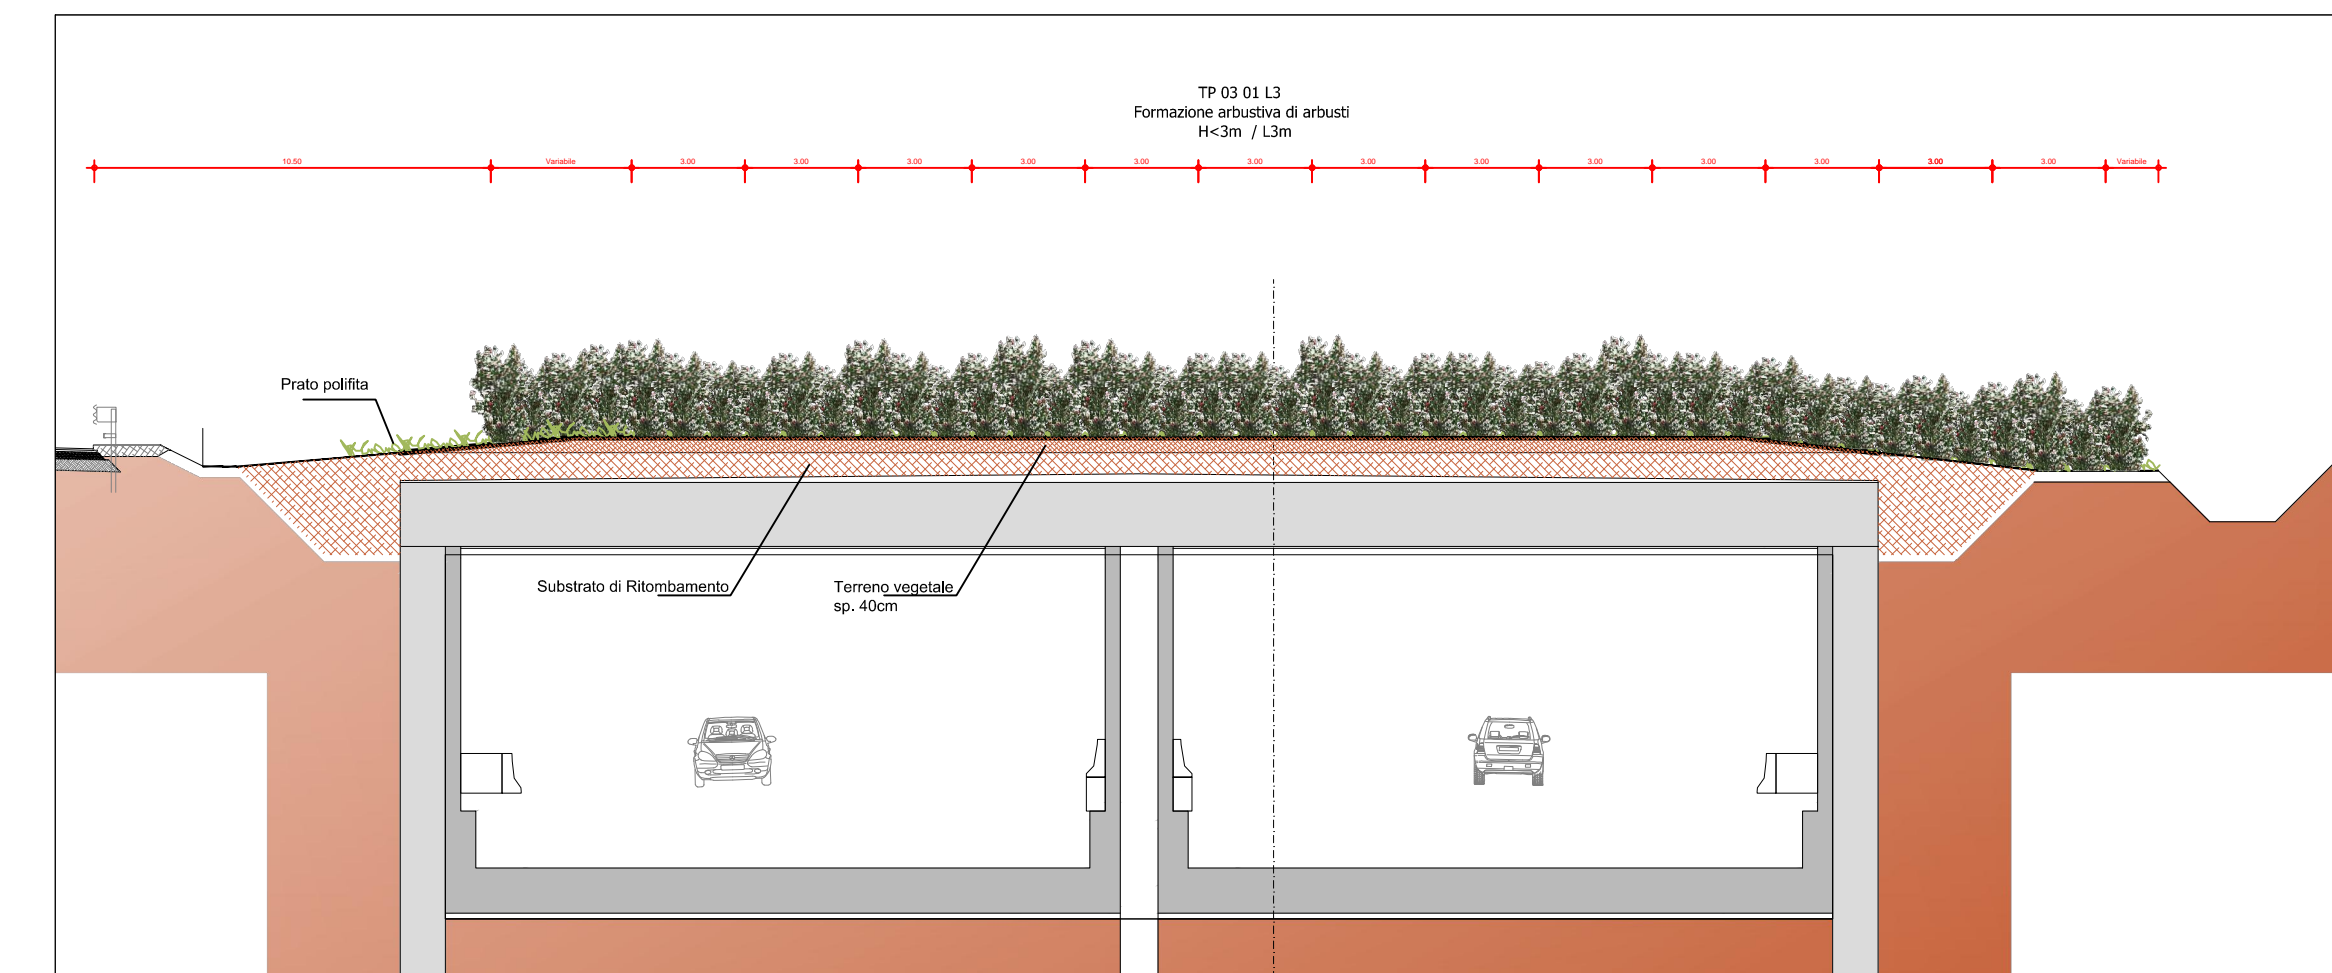 TP 03 01 L3
Formazione arbustiva di arbusti
H<3m / L3m
10.50 Variabile 3.00 3.00 3.00 3.00 3.00 3.00 3.00 3.00 3.00 3.00 3.00 3.00 3.00 Variabile
Prato polifita
Substrato di Ritombamento
Terreno vegetale
sp. 40cm